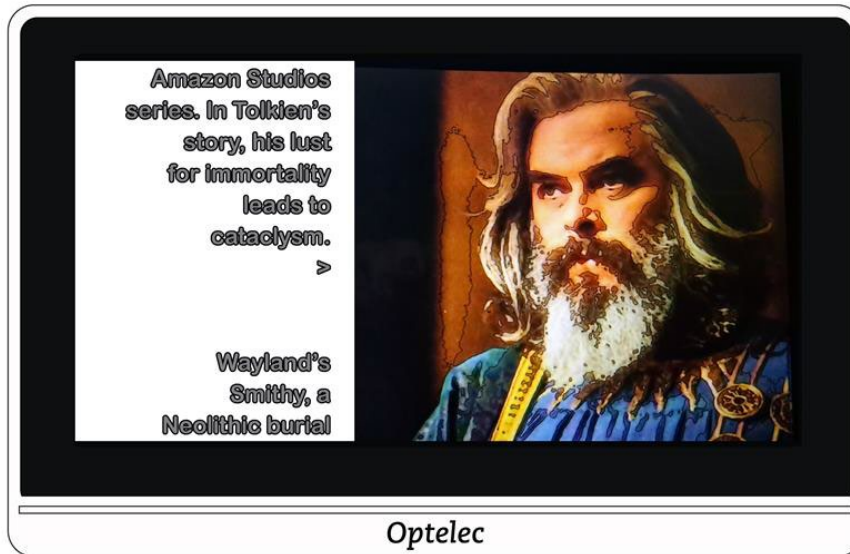 Amazon Studios
series. In Tolkien's
story, his lust
for immortality
leads to
cataclysm.
>
Wayland's
Smithy, a
Neolithic burial
Optelec